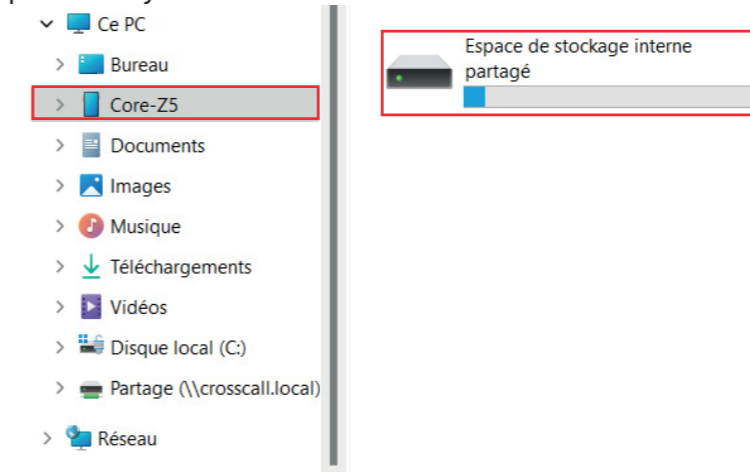 Ce PC
Bureau
Core-Z5
Documents
Images
Musique
Téléchargements
Vidéos
Disque local (C:)
Partage (\\crosscall.local)
Réseau
Espace de stockage interne
partagé